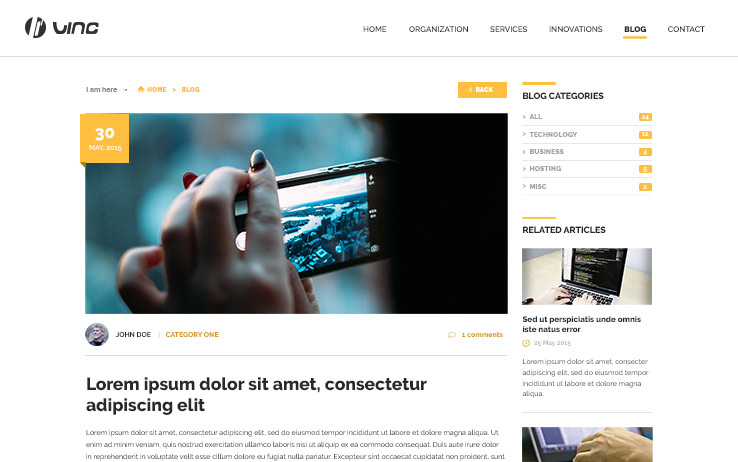 VINC
HOME ORGANIZATION SERVICES INNOVATIONS BLOG CONTACT
I am here HOME BLOG
BACK
30
MAY, 2015
JOHN DOE | CATEGORY ONE
1 comments
Lorem ipsum dolor sit amet, consectetur
adipiscing elit
Lorem ipsum dolor sit amet, consectetur adipiscing elit, sed do eiusmod tempor incididunt ut labore et dolore magna aliqua. Ut
enim ad minim veniam, quis nostrud exercitation ullamco laboris nisi ut aliquip ex ea commodo consequat. Duis aute irure dolor
in reprehenderit in voluptate velit esse cillum dolore eu fugiat nulla pariatur. Excepteur sint occaecat cupidatat non proident, sunt
BLOG CATEGORIES
ALL 24
TECHNOLOGY 12
BUSINESS 4
HOSTING
MISC 2
RELATED ARTICLES
Sed ut perspiciatis unde omnis
iste natus error
25 May 2015
Lorem ipsum dolor sit amet, consecter
adipiscing elit, sed do eiusmod tempor
incididunt ut labore et dolore magna
aliqua.